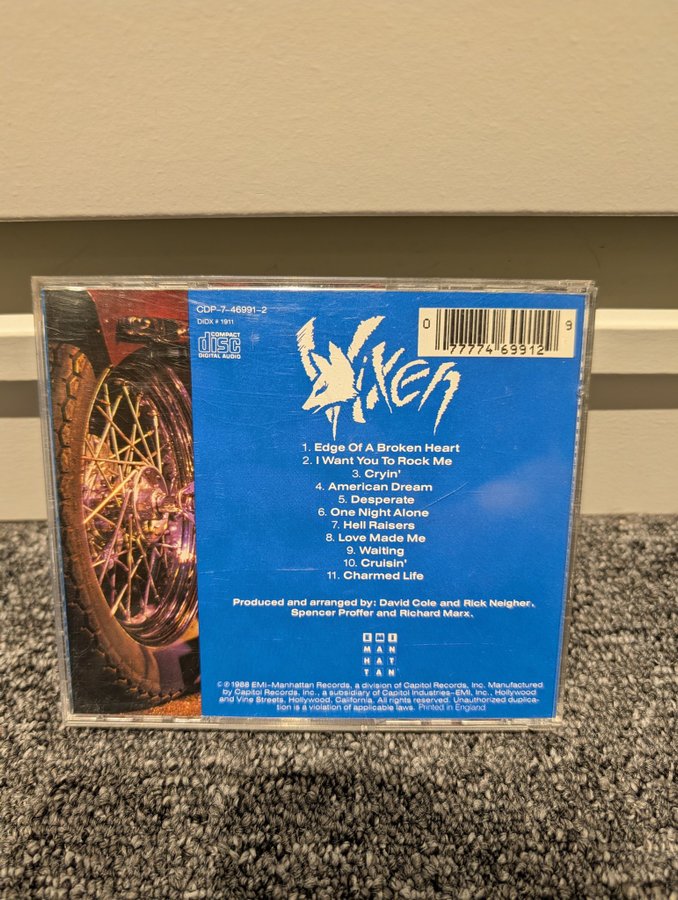 CDP-7-46991-2
DIDX # 1911
COMPACT
disc
DIGITAL AUDIO
0 77774 69912 9
Vixen
1. Edge Of A Broken Heart
2. I Want You To Rock Me
3. Cryin'
4. American Dream
5. Desperate
6. One Night Alone
7. Hell Raisers
8. Love Made Me
9. Waiting
10. Cruisin'
11. Charmed Life
Produced and arranged by: David Cole and Rick Neigher,
Spencer Proffer and Richard Marx.
EMI
MAN
HAT
TAN
© ℗ 1988 EMI-Manhattan Records, a division of Capitol Records, Inc. Manufactured
by Capitol Records, Inc., a subsidiary of Capitol Industries-EMI, Inc., Hollywood
and Vine Streets, Hollywood, California. All rights reserved. Unauthorized duplica-
tion is a violation of applicable laws. Printed in England